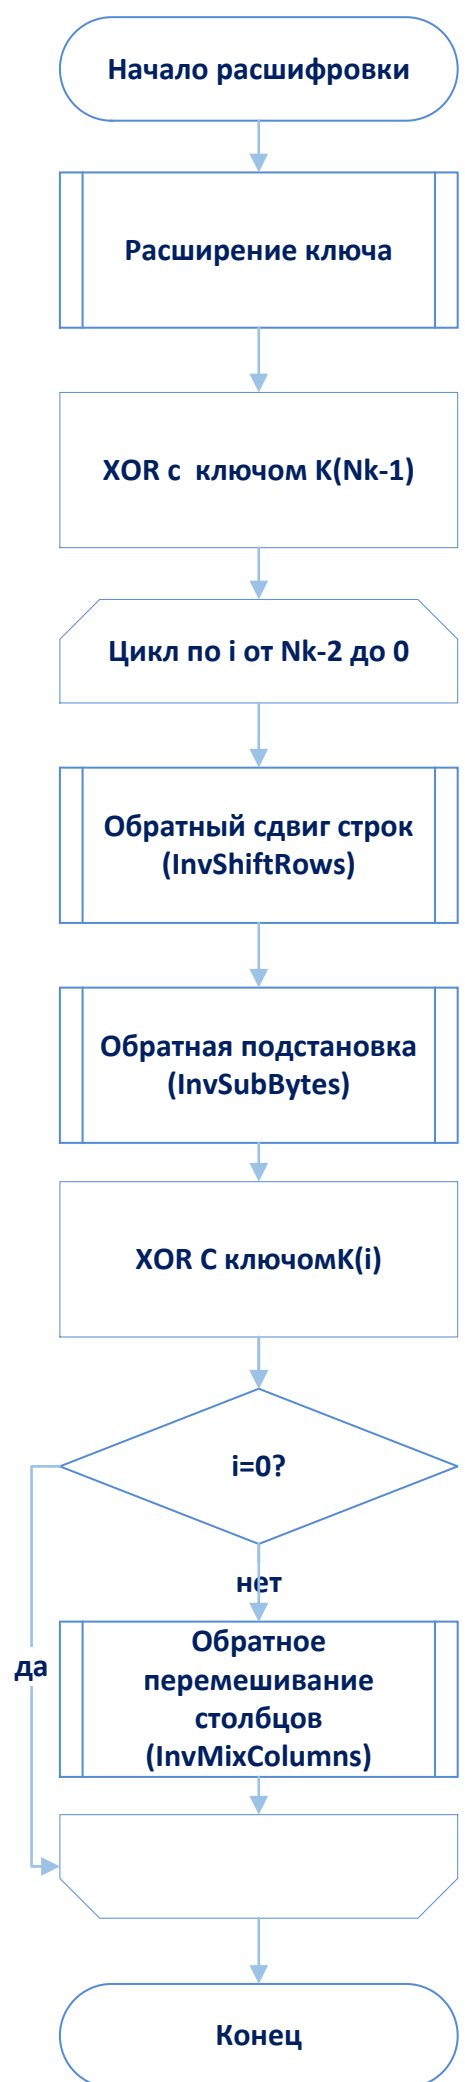 Начало расшифровки
Расширение ключа
XOR с ключом K(Nk-1)
Цикл по i от Nk-2 до 0
Обратный сдвиг строк
(InvShiftRows)
Обратная подстановка
(InvSubBytes)
XOR С ключомK(i)
i=0?
нет
да
Обратное
перемешивание
столбцов
(InvMixColumns)
Конец